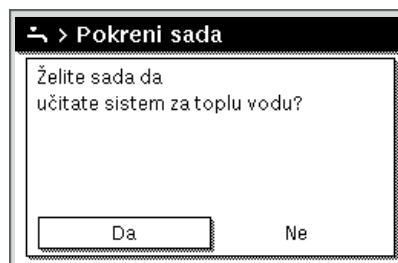 > Pokreni sada
Želite sada da
učitate sistem za toplu vodu?
Da
Ne